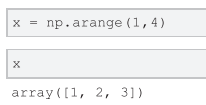 x = np.arange(1,4)
x
array([1, 2, 3])